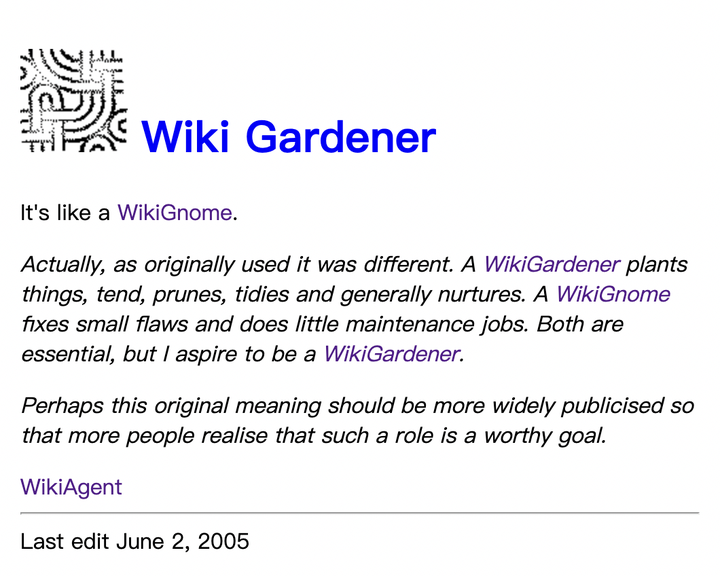 Wiki Gardener
It's like a WikiGnome.
Actually, as originally used it was different. A WikiGardener plants
things, tend, prunes, tidies and generally nurtures. A WikiGnome
fixes small flaws and does little maintenance jobs. Both are
essential, but I aspire to be a WikiGardener.
Perhaps this original meaning should be more widely publicised so
that more people realise that such a role is a worthy goal.
WikiAgent
Last edit June 2, 2005